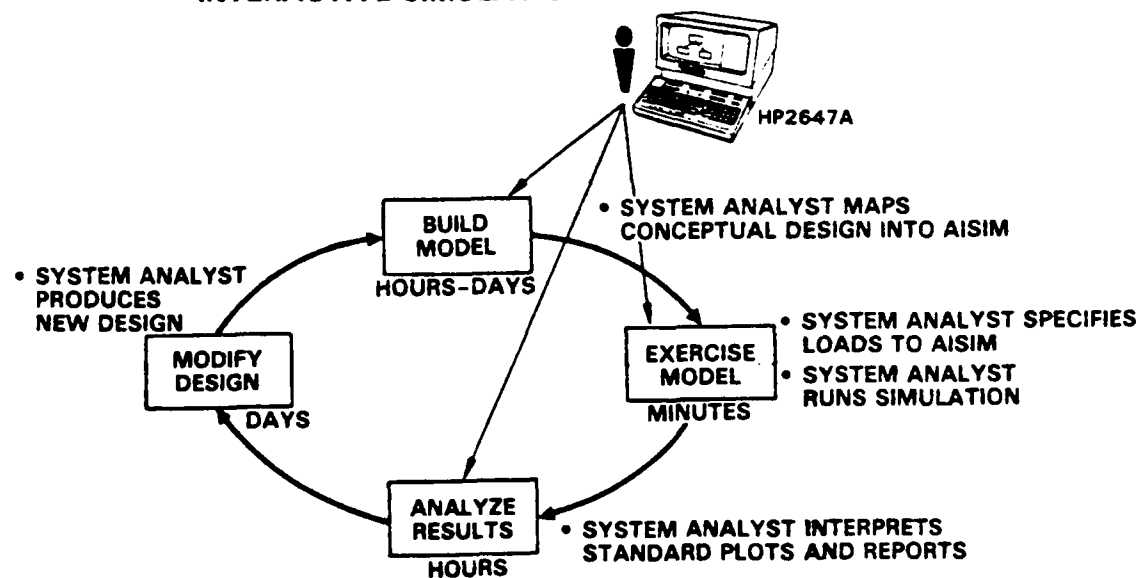 HP2647A
BUILD
MODEL
HOURS-DAYS
• SYSTEM ANALYST MAPS
CONCEPTUAL DESIGN INTO AISIM
• SYSTEM ANALYST
PRODUCES
NEW DESIGN
MODIFY
DESIGN
DAYS
EXERCISE
MODEL
MINUTES
• SYSTEM ANALYST SPECIFIES
LOADS TO AISIM
• SYSTEM ANALYST
RUNS SIMULATION
ANALYZE
RESULTS
HOURS
• SYSTEM ANALYST INTERPRETS
STANDARD PLOTS AND REPORTS